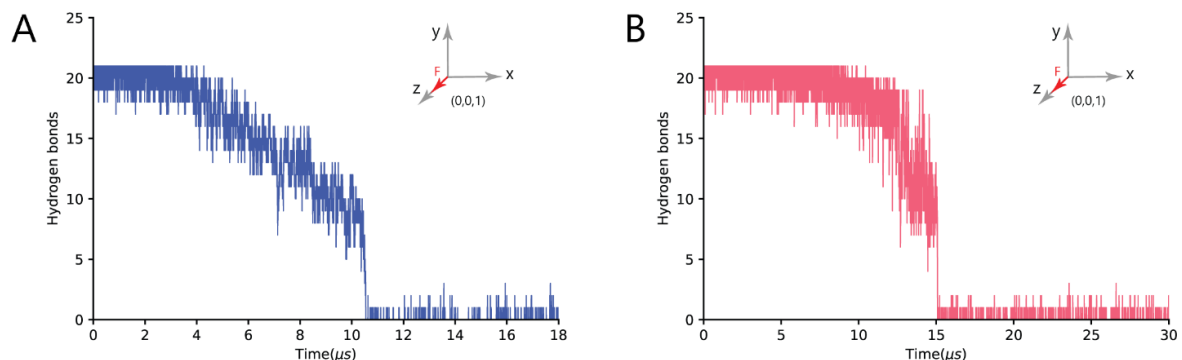 A
25
20
15
10
5
0
Hydrogen bonds
0 2 4 6 8 10 12 14 16 18
Time(μs)
y
x
z
F
(0,0,1)
B
25
20
15
10
5
0
Hydrogen bonds
0 5 10 15 20 25 30
Time(μs)
y
x
z
F
(0,0,1)